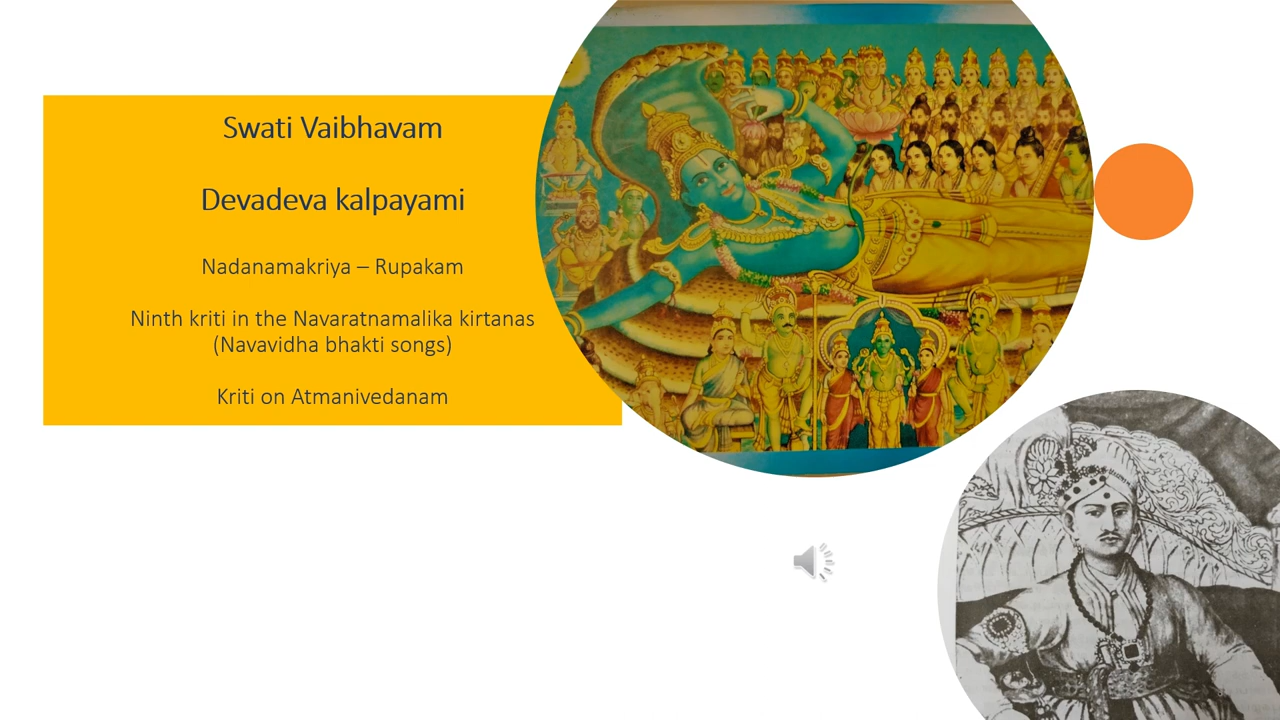 Swati Vaibhavam
Devadeva kalpayami
Nadanamakriya – Rupakam
Ninth kriti in the Navaratnamalika kirtanas
(Navavidha bhakti songs)
Kriti on Atmanivedanam